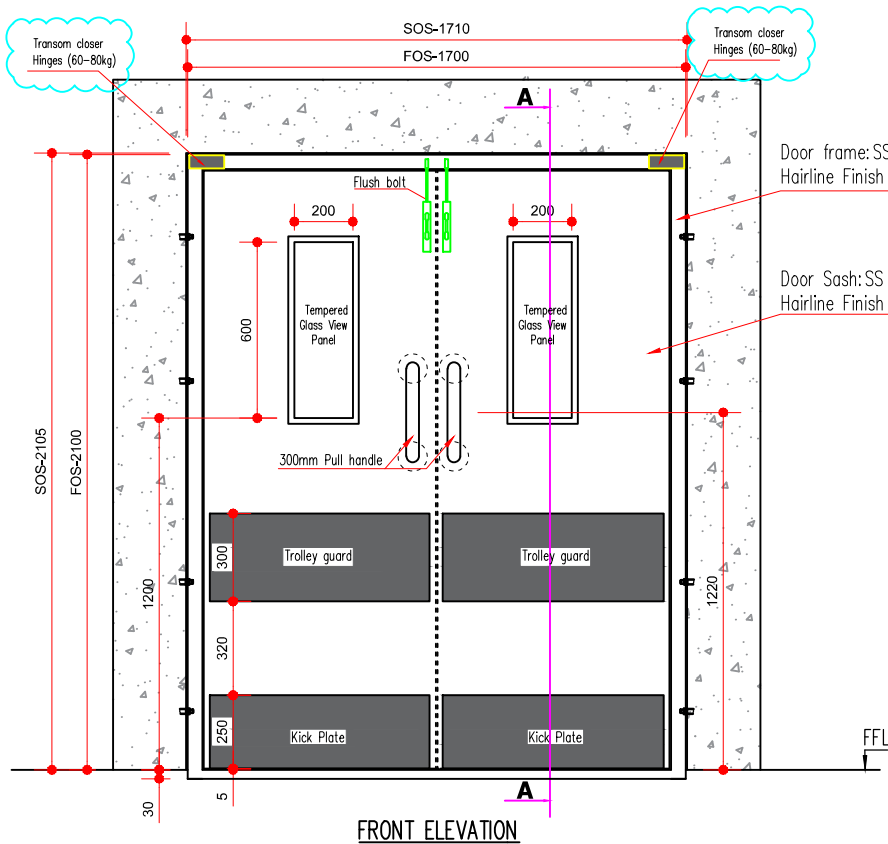 SOS-1710
FOS-1700
Transom closer
Hinges (60-80kg)
Transom closer
Hinges (60-80kg)
A
Door frame:SS
Hairline Finish
Flush bolt
200
200
Door Sash:SS
Hairline Finish
600
Tempered
Glass View
Panel
Tempered
Glass View
Panel
SOS-2105
FOS-2100
300mm Pull handle
1200
300
Trolley guard
Trolley guard
1220
320
250
Kick Plate
Kick Plate
FFL
30
5
A
FRONT ELEVATION